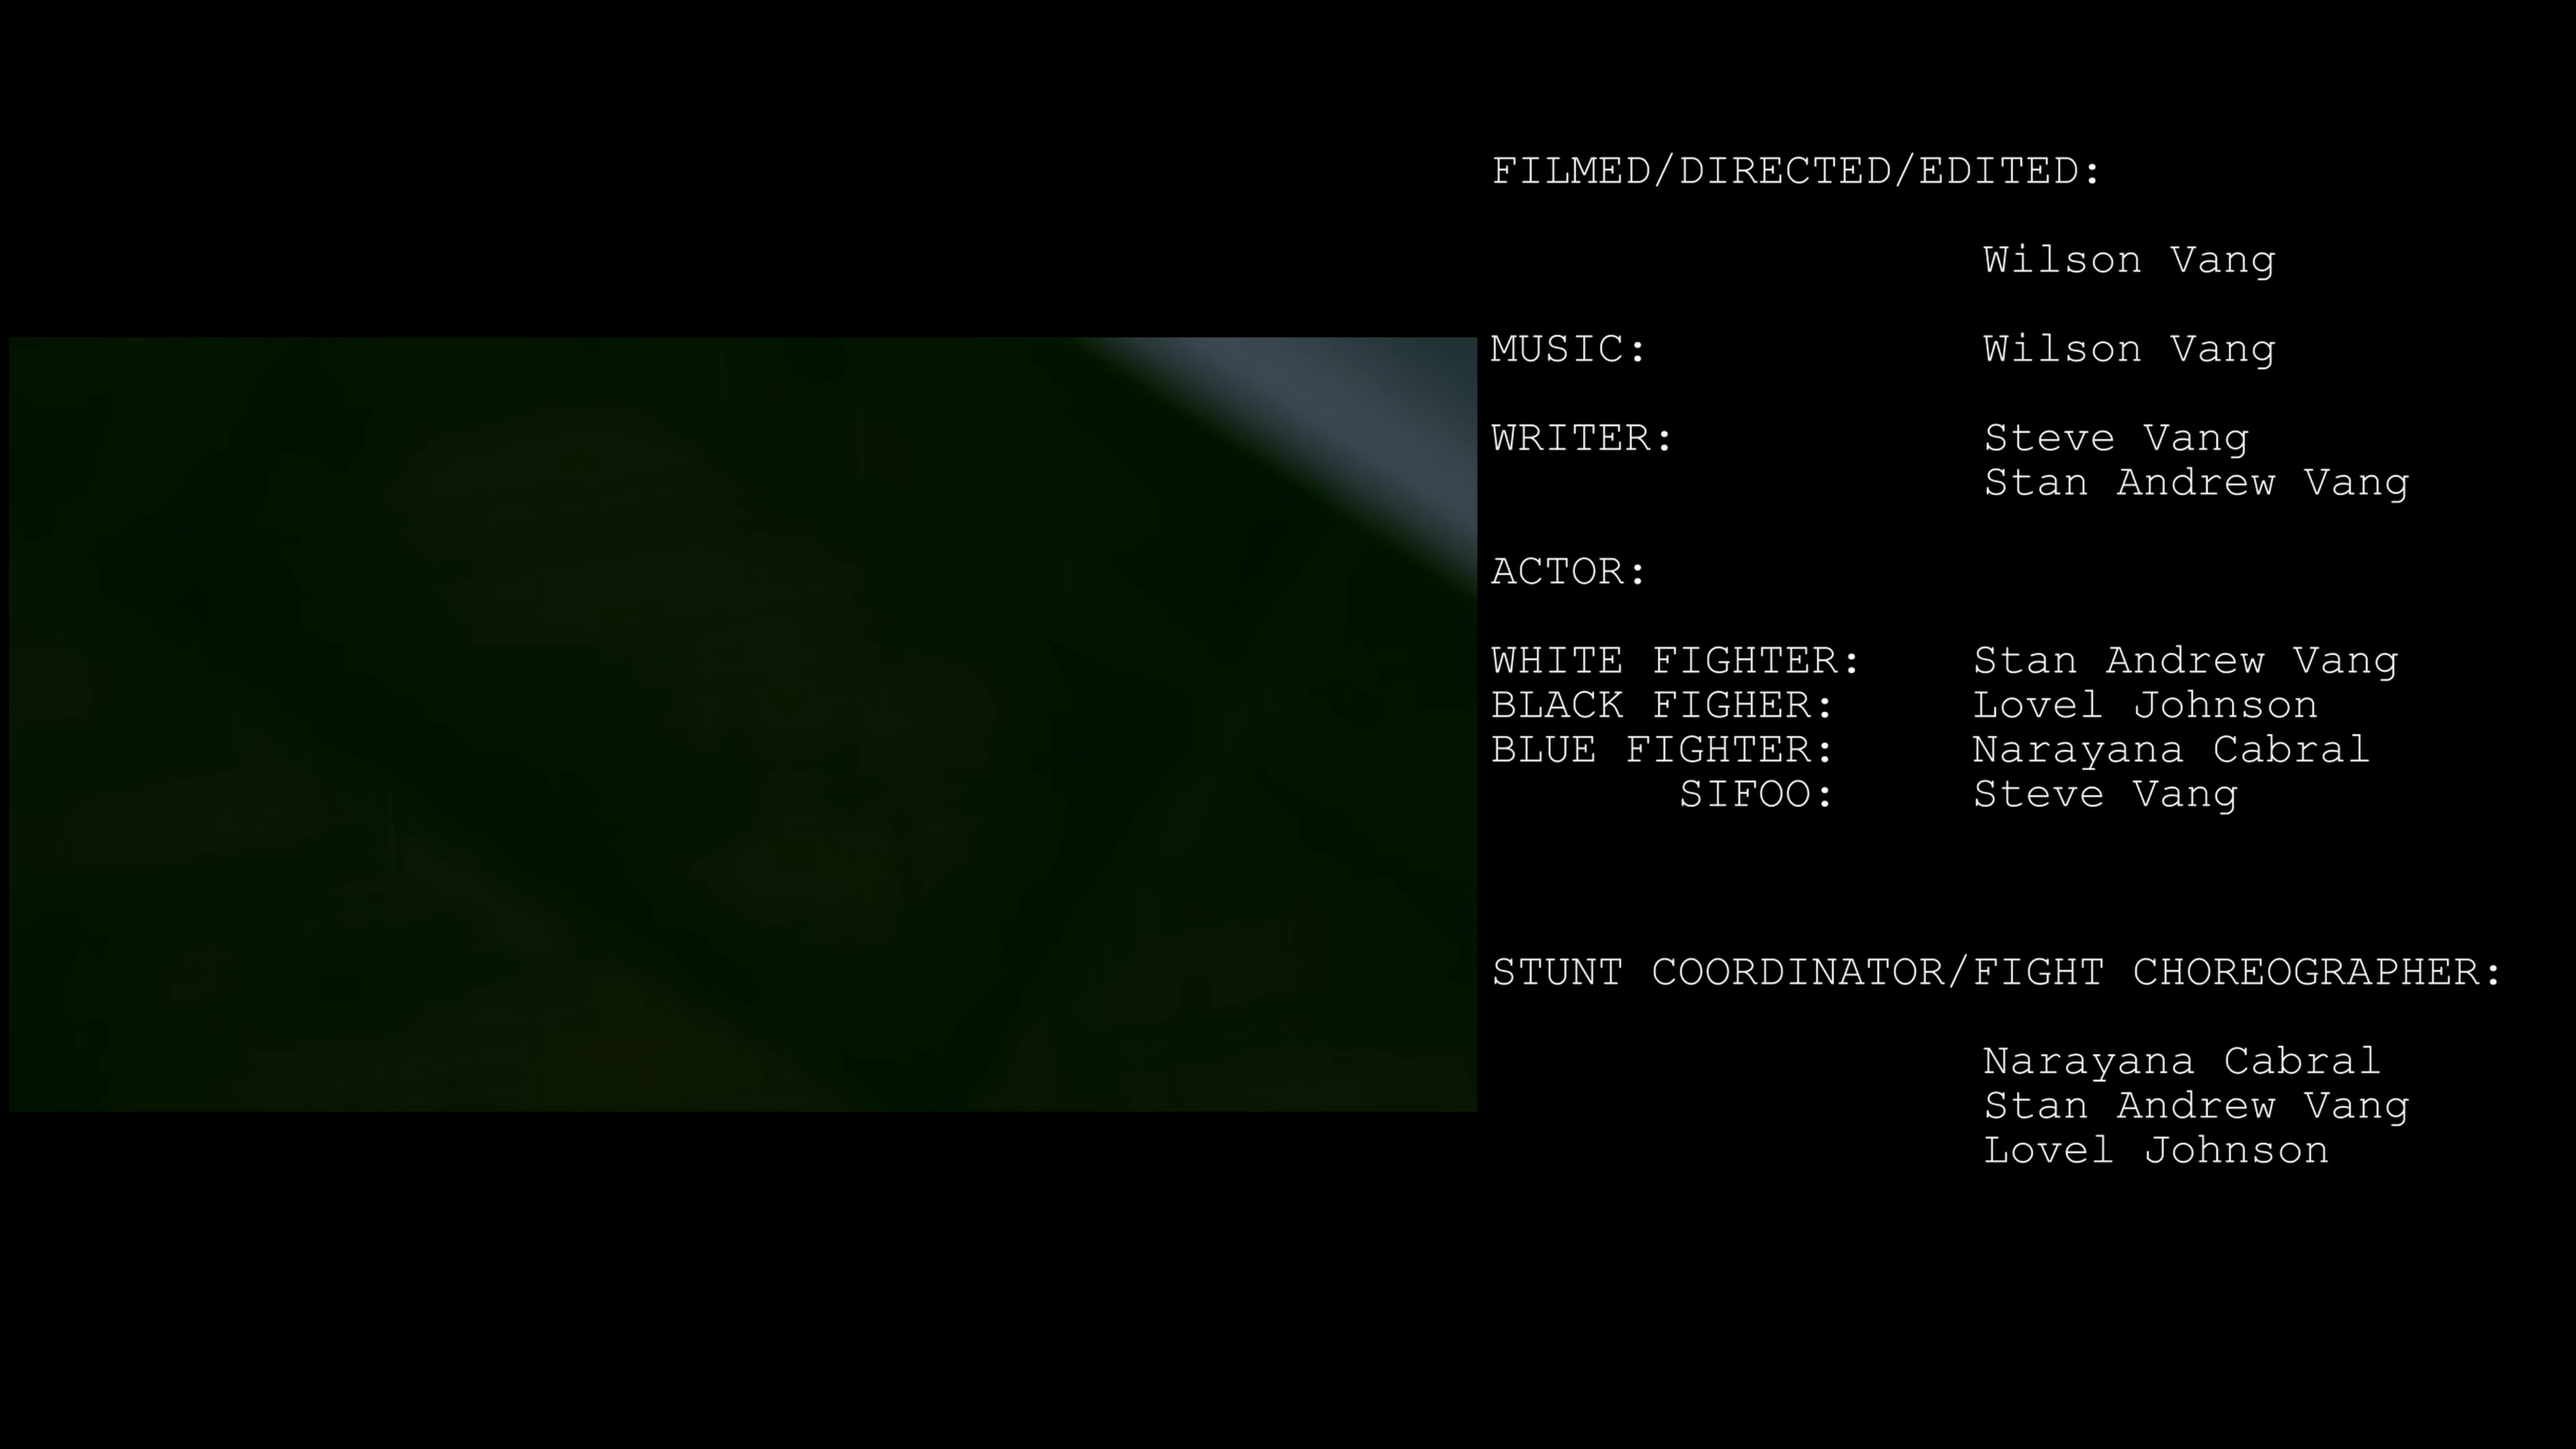 FILMED/DIRECTED/EDITED:
Wilson Vang
MUSIC: Wilson Vang
WRITER: Steve Vang
Stan Andrew Vang
ACTOR:
WHITE FIGHTER: Stan Andrew Vang
BLACK FIGHER: Lovel Johnson
BLUE FIGHTER: Narayana Cabral
SIFOO: Steve Vang
STUNT COORDINATOR/FIGHT CHOREOGRAPHER:
Narayana Cabral
Stan Andrew Vang
Lovel Johnson